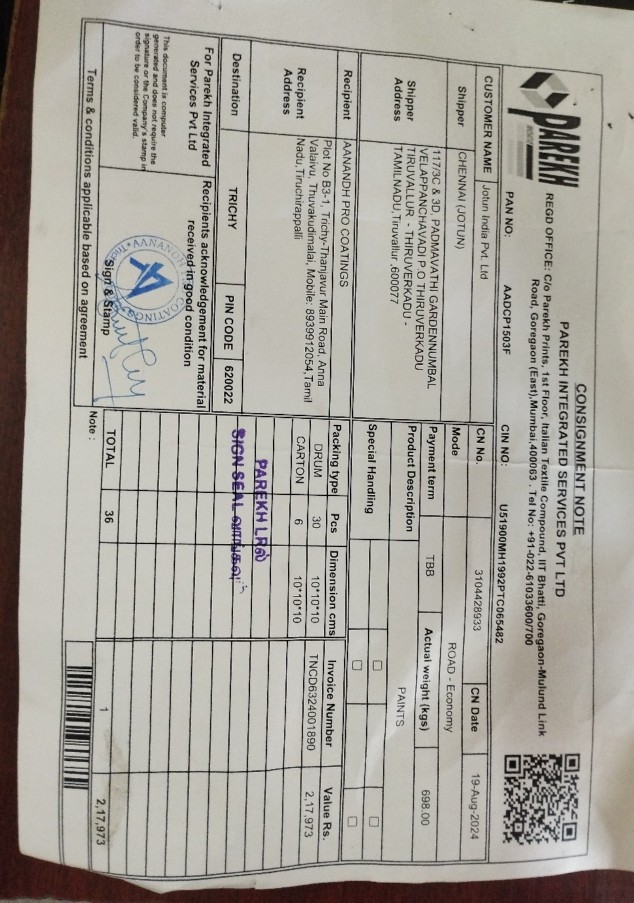 PAREKH
CONSIGNMENT NOTE
PAREKH INTEGRATED SERVICES PVT LTD
REGD OFFICE: C/o Parekh Prints, 1st Floor, Italian Textile Compound, IIT Bhatti, Goregaon-Mulund Link
Road, Goregaon (East),Mumbai,400063 . Tel No: +91-022-61033600/700
PAN NO: AADCP1503F CIN NO: U51900MH1992PTC065482
CUSTOMER NAME Jotun India Pvt. Ltd
CN No. 3104428933 CN Date 19-Aug-2024
Shipper CHENNAI (JOTUN)
Mode ROAD - Economy
Shipper Address 117/3C & 3D, PADMAVATHI GARDENNUMBAL
VELAPPANCHAVADI P.O THIRUVERKADU
TIRUVALLUR - THIRUVERKADU -
TAMILNADU,Tiruvallur ,600077
Payment term TBB Actual weight (kgs) 698.00
Product Description PAINTS
Special Handling
Recipient AANANDH PRO COATINGS
Recipient Address Plot No B3-1, Trichy-Thanjavur Main Road, Anna
Valaivu, Thuvakudimalai, Mobile: 8939912054,Tamil
Nadu,Tiruchirappalli
Packing type Pcs Dimension cms Invoice Number Value Rs.
DRUM 30 10*10*10 TNCD6324001890 2,17,973
CARTON 6 10*10*10
Destination TRICHY PIN CODE 620022
PAREKH
SIGN SEAL
For Parekh Integrated
Services Pvt Ltd
Recipients acknowledgement for material
received in good condition
This document is computer
generated and does not require the
signature or the Company's stamp in
order to be considered valid.
AANANDH
COATINGS
Sign & Stamp
TOTAL 36 1 2,17,973
Terms & conditions applicable based on agreement
Note :